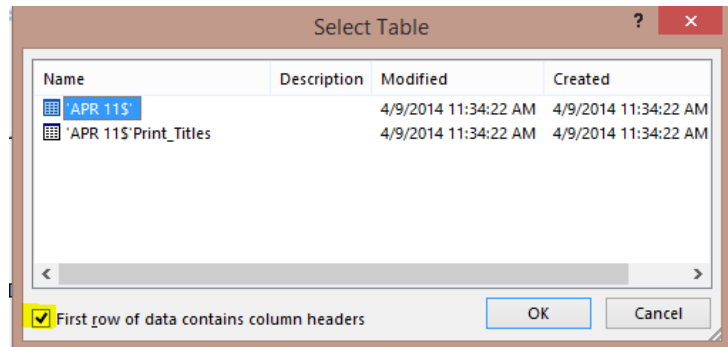 Select Table
? ×
Name Description Modified Created
'APR 11$' 4/9/2014 11:34:22 AM 4/9/2014 11:34:22 AM
'APR 11$'Print_Titles 4/9/2014 11:34:22 AM 4/9/2014 11:34:22 AM
First row of data contains column headers
OK Cancel